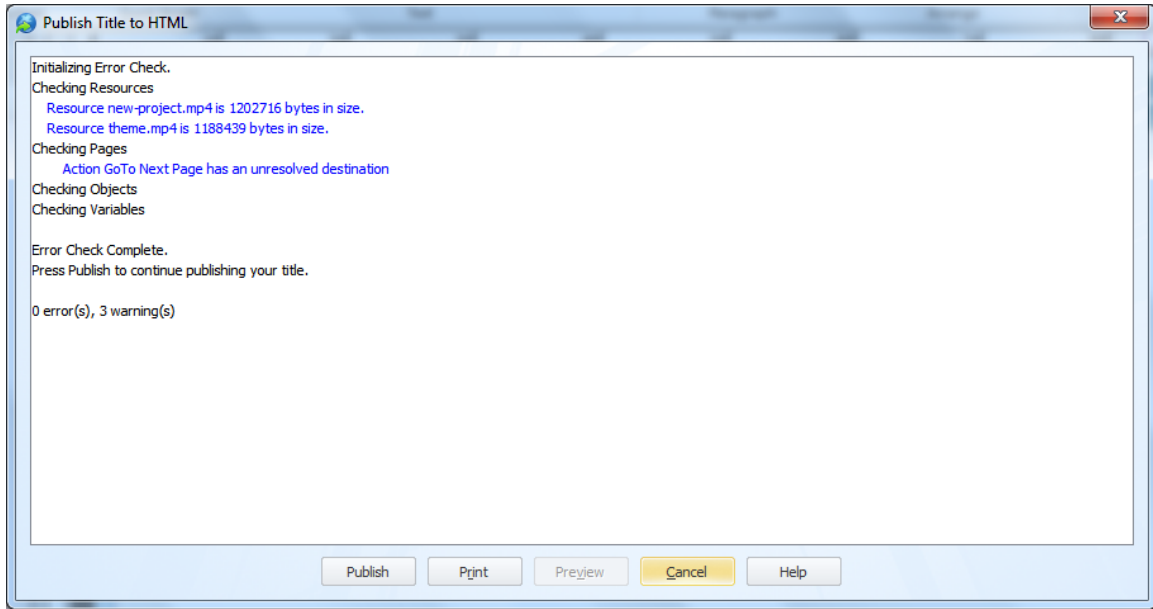 Publish Title to HTML
Initializing Error Check.
Checking Resources
Resource new-project.mp4 is 1202716 bytes in size.
Resource theme.mp4 is 1188439 bytes in size.
Checking Pages
Action GoTo Next Page has an unresolved destination
Checking Objects
Checking Variables
Error Check Complete.
Press Publish to continue publishing your title.
0 error(s), 3 warning(s)
Publish Print Preview Cancel Help